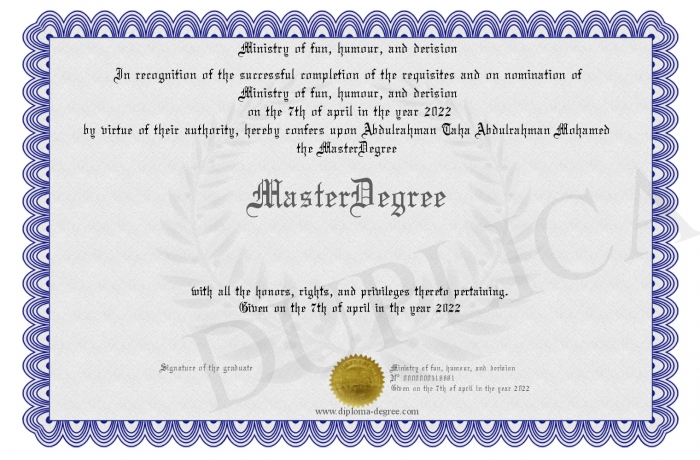 Ministry of fun, humour, and derision
In recognition of the successful completion of the requisites and on nomination of
Ministry of fun, humour, and derision
on the 7th of april in the year 2022
by virtue of their authority, hereby confers upon Abdulrahman Taha Abdulrahman Mohamed
the MasterDegree
MasterDegree
with all the honors, rights, and privileges thereto pertaining.
Given on the 7th of april in the year 2022
DUPLICA
Signature of the graduate
Ministry of fun, humour, and derision
N°
Given on the 7th of april in the year 2022
www.diploma-degree.com